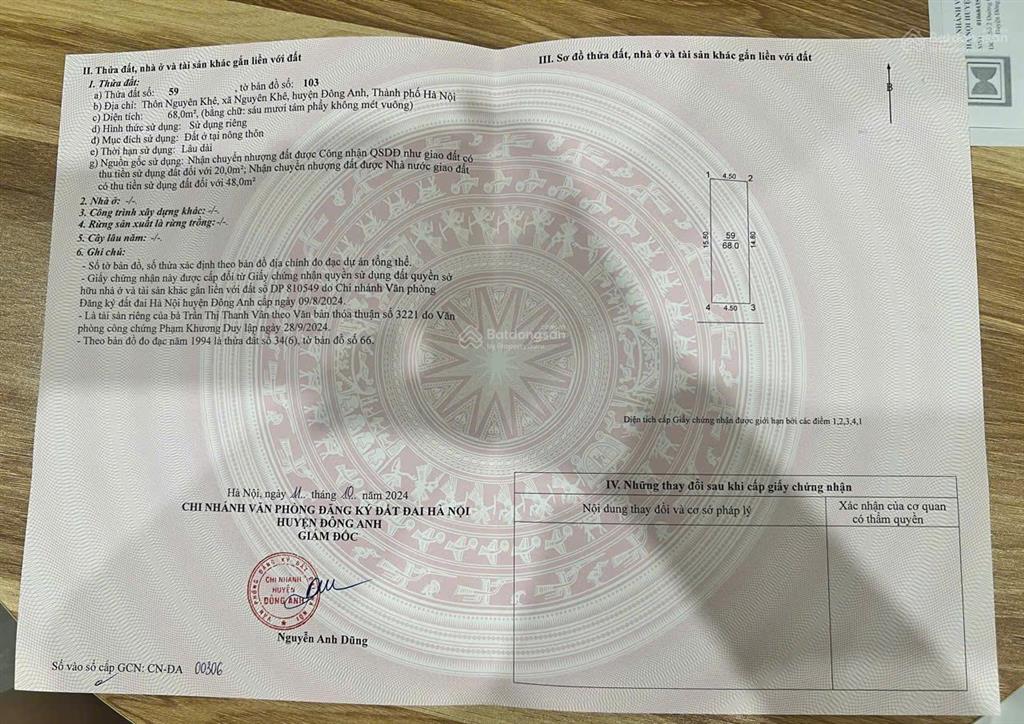 II. Thửa đất, nhà ở và tài sản khác gắn liền với đất
1. Thửa đất:
a) Thửa đất số: 59 , tờ bản đồ số: 103
b) Địa chỉ: Thôn Nguyên Khê, xã Nguyên Khê, huyện Đông Anh, Thành phố Hà Nội
c) Diện tích: 68,0m², (bằng chữ: sáu mươi tám phẩy không mét vuông)
d) Hình thức sử dụng: Sử dụng riêng
đ) Mục đích sử dụng: Đất ở tại nông thôn
e) Thời hạn sử dụng: Lâu dài
g) Nguồn gốc sử dụng: Nhận chuyển nhượng đất được Công nhận QSDĐ như giao đất có
thu tiền sử dụng đất đối với 20,0m²; Nhận chuyển nhượng đất được Nhà nước giao đất
có thu tiền sử dụng đất đối với 48,0m²
2. Nhà ở: -/-
3. Công trình xây dựng khác: -/-
4. Rừng sản xuất là rừng trồng: -/-
5. Cây lâu năm: -/-
6. Ghi chú:
- Số tờ bản đồ, số thửa xác định theo bản đồ địa chính đo đạc dự án tổng thể.
- Giấy chứng nhận này được cấp đổi từ Giấy chứng nhận quyền sử dụng đất quyền sở
hữu nhà ở và tài sản khác gắn liền với đất số DP 810549 do Chi nhánh Văn phòng
Đăng ký đất đai Hà Nội huyện Đông Anh cấp ngày 09/8/2024.
- Là tài sản riêng của bà Trần Thị Thanh Vân theo Văn bản thỏa thuận số 3221 do Văn
phòng công chứng Phạm Khương Duy lập ngày 28/9/2024.
- Theo bản đồ đo đạc năm 1994 là thửa đất số 34(6), tờ bản đồ số 66.
Hà Nội, ngày 11 tháng 10 năm 2024
CHI NHÁNH VĂN PHÒNG ĐĂNG KÝ ĐẤT ĐAI HÀ NỘI
HUYỆN ĐÔNG ANH
GIÁM ĐỐC
CHI NHÁNH
HUYỆN
ĐÔNG ANH
Nguyễn Anh Dũng
Số vào sổ cấp GCN: CN-ĐA 00306
III. Sơ đồ thửa đất, nhà ở và tài sản khác gắn liền với đất
B
1 4.50 2
15.50 59 14.80
68.0
4 4.50 3
Diện tích cấp Giấy chứng nhận được giới hạn bởi các điểm 1,2,3,4,1
IV. Những thay đổi sau khi cấp giấy chứng nhận
Nội dung thay đổi và cơ sở pháp lý
Xác nhận của cơ quan
có thẩm quyền
Batdongsan